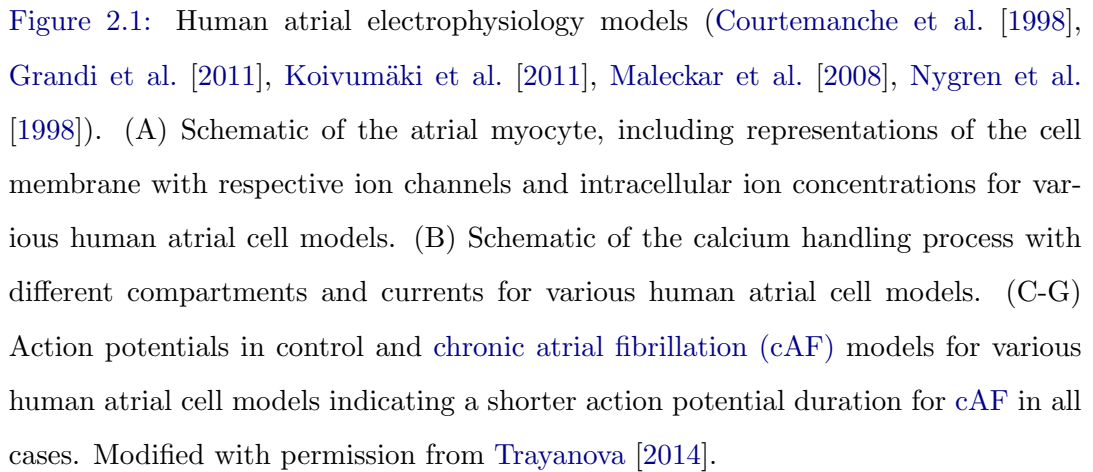 Figure 2.1: Human atrial electrophysiology models (Courtemanche et al. [1998],
Grandi et al. [2011], Koivumäki et al. [2011], Maleckar et al. [2008], Nygren et al.
[1998]). (A) Schematic of the atrial myocyte, including representations of the cell
membrane with respective ion channels and intracellular ion concentrations for var-
ious human atrial cell models. (B) Schematic of the calcium handling process with
different compartments and currents for various human atrial cell models. (C-G)
Action potentials in control and chronic atrial fibrillation (cAF) models for various
human atrial cell models indicating a shorter action potential duration for cAF in all
cases. Modified with permission from Trayanova [2014].